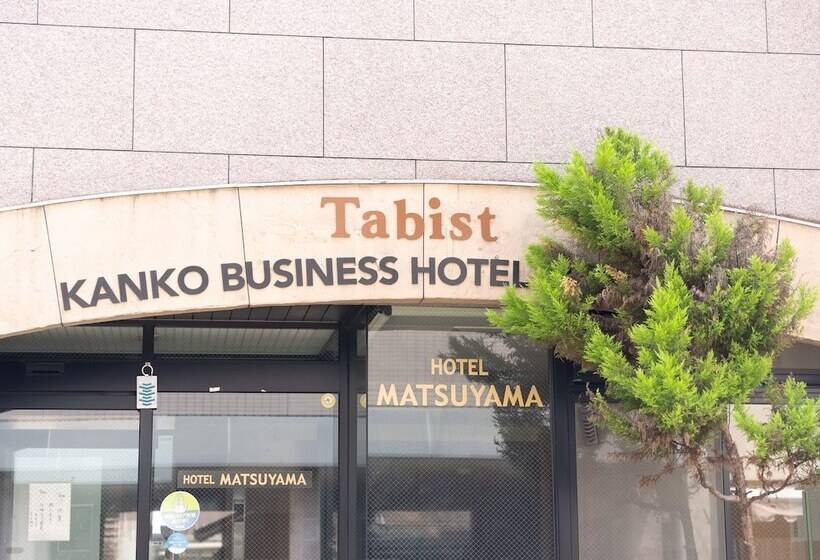 Tabist
KANKO BUSINESS HOTEL
HOTEL
MATSUYAMA
HOTEL MATSUYAMA